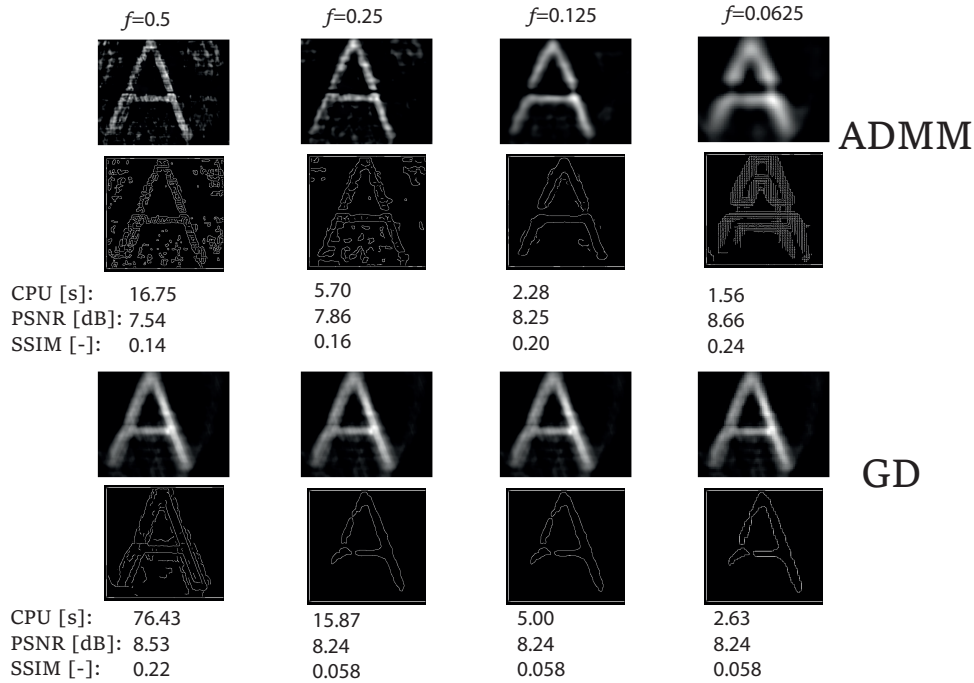 f=0.5 f=0.25 f=0.125 f=0.0625
ADMM
CPU [s]: 16.75 5.70 2.28 1.56
PSNR [dB]: 7.54 7.86 8.25 8.66
SSIM [-]: 0.14 0.16 0.20 0.24
GD
CPU [s]: 76.43 15.87 5.00 2.63
PSNR [dB]: 8.53 8.24 8.24 8.24
SSIM [-]: 0.22 0.058 0.058 0.058